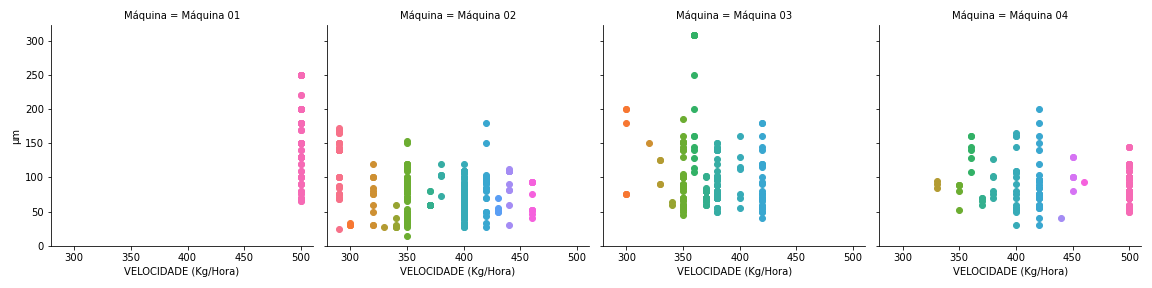 Máquina = Máquina 01
Máquina = Máquina 02
Máquina = Máquina 03
Máquina = Máquina 04
300
250
200
150
100
50
0
µm
300 350 400 450 500
300 350 400 450 500
300 350 400 450 500
300 350 400 450 500
VELOCIDADE (Kg/Hora)
VELOCIDADE (Kg/Hora)
VELOCIDADE (Kg/Hora)
VELOCIDADE (Kg/Hora)